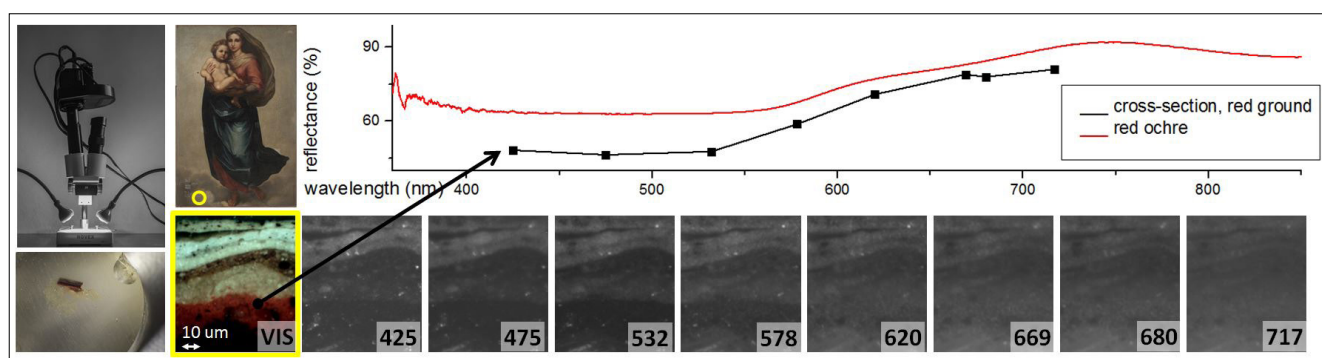 reflectance (%)
90
60
wavelength (nm)
400
500
600
700
800
cross-section, red ground
red ochre
10 um
VIS
425
475
532
578
620
669
680
717